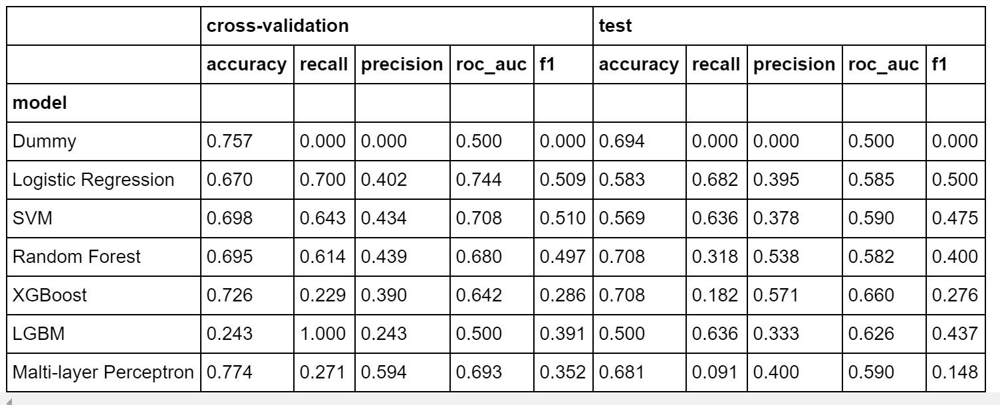 cross-validation test
accuracy recall precision roc_auc f1 accuracy recall precision roc_auc f1
model
Dummy 0.757 0.000 0.000 0.500 0.000 0.694 0.000 0.000 0.500 0.000
Logistic Regression 0.670 0.700 0.402 0.744 0.509 0.583 0.682 0.395 0.585 0.500
SVM 0.698 0.643 0.434 0.708 0.510 0.569 0.636 0.378 0.590 0.475
Random Forest 0.695 0.614 0.439 0.680 0.497 0.708 0.318 0.538 0.582 0.400
XGBoost 0.726 0.229 0.390 0.642 0.286 0.708 0.182 0.571 0.660 0.276
LGBM 0.243 1.000 0.243 0.500 0.391 0.500 0.636 0.333 0.626 0.437
Malti-layer Perceptron 0.774 0.271 0.594 0.693 0.352 0.681 0.091 0.400 0.590 0.148